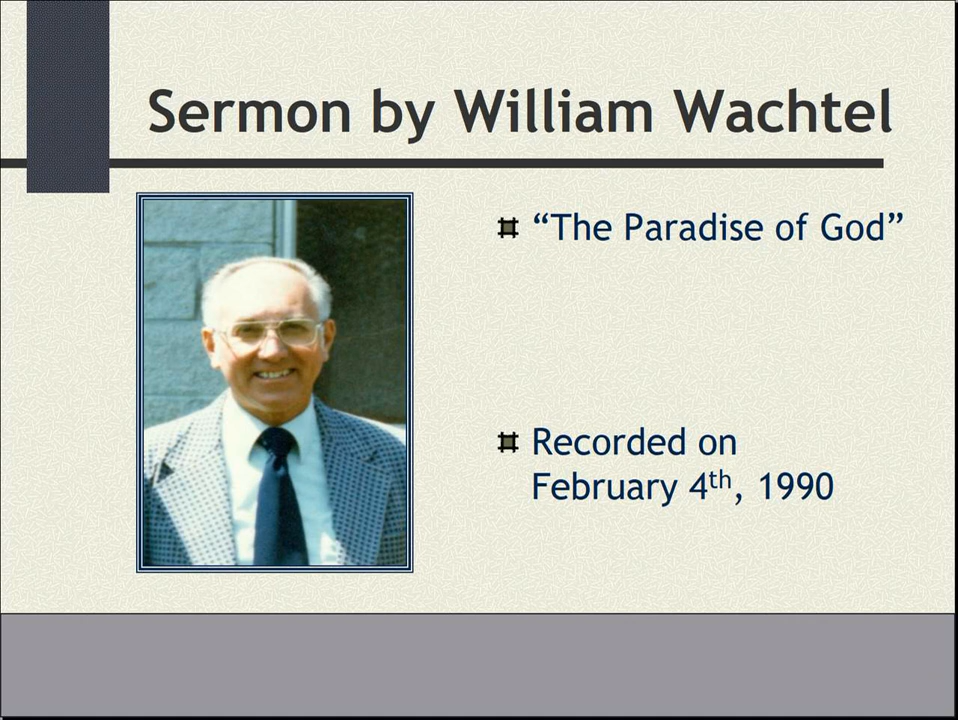 Sermon by William Wachtel
“The Paradise of God”
Recorded on
February 4th, 1990